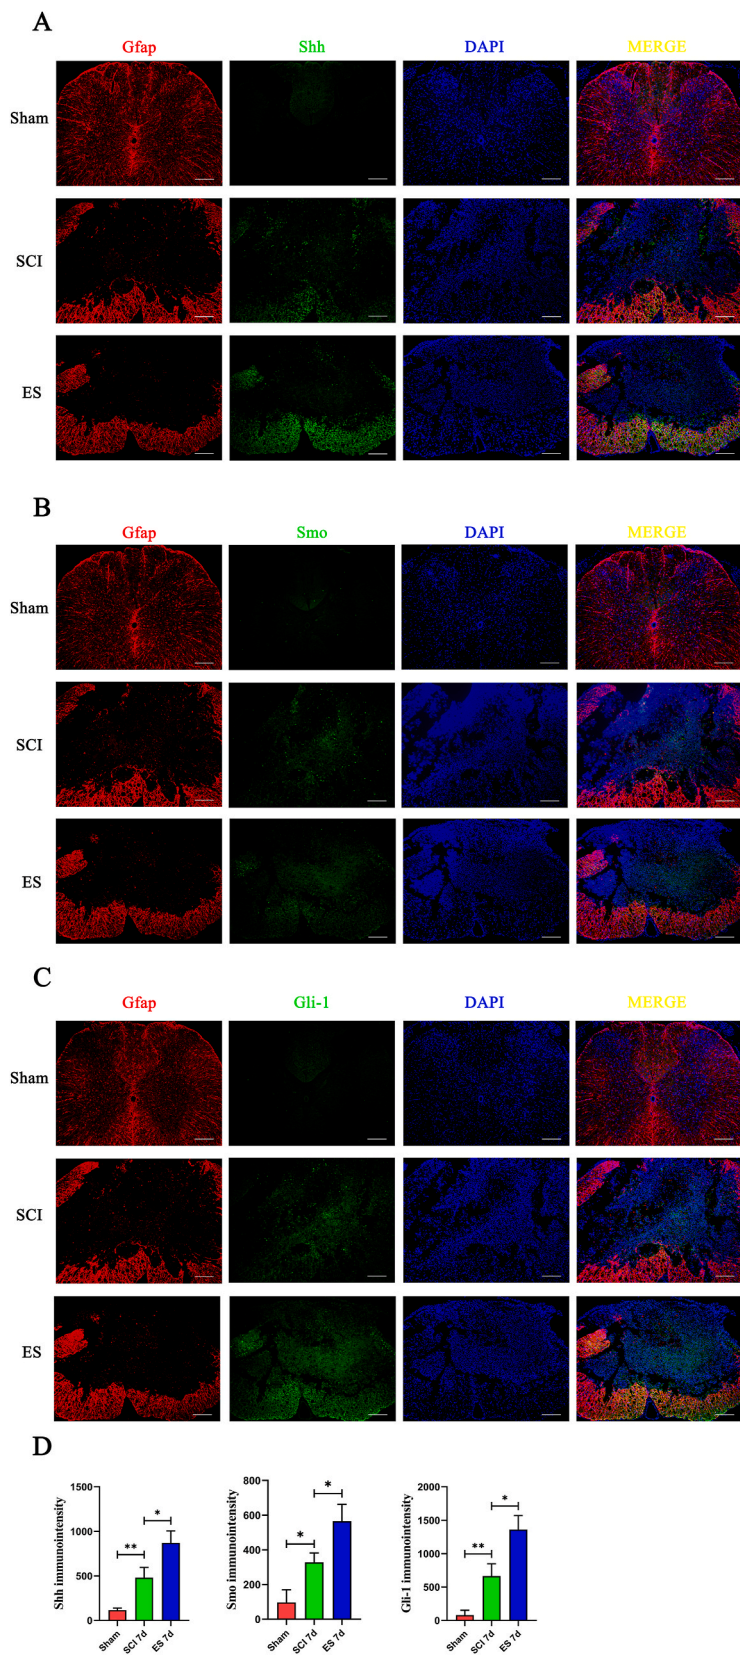 A
Gfap Shh DAPI MERGE
Sham
SCI
ES
B
Gfap Smo DAPI MERGE
Sham
SCI
ES
C
Gfap Gli-1 DAPI MERGE
Sham
SCI
ES
D
Shh immunointensity
1500
1000
500
0
**
*
Sham SCI 7d ES 7d
Smo immunointensity
800
600
400
200
0
*
*
Sham SCI 7d ES 7d
Gli-1 immunointensity
2000
1500
1000
500
0
**
*
Sham SCI 7d ES 7d